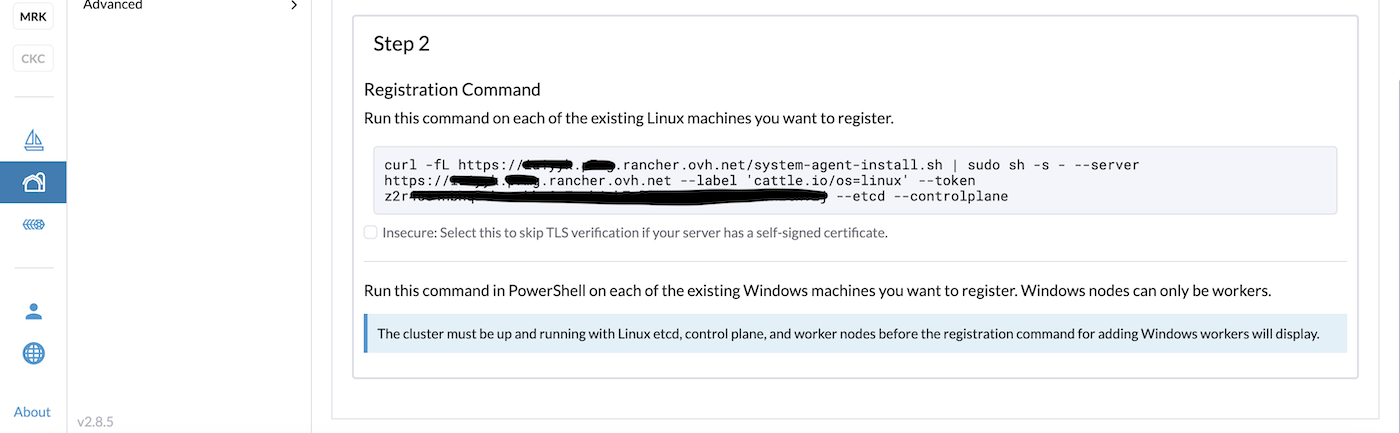 MRK
Advanced
CKC
Step 2
Registration Command
Run this command on each of the existing Linux machines you want to register.
curl -fL https:// .rancher.ovh.net/system-agent-install.sh | sudo sh -s - --server
https:// .rancher.ovh.net --label 'cattle.io/os=linux' --token
z2r --etcd --controlplane
Insecure: Select this to skip TLS verification if your server has a self-signed certificate.
Run this command in PowerShell on each of the existing Windows machines you want to register. Windows nodes can only be workers.
The cluster must be up and running with Linux etcd, control plane, and worker nodes before the registration command for adding Windows workers will display.
About
v2.8.5